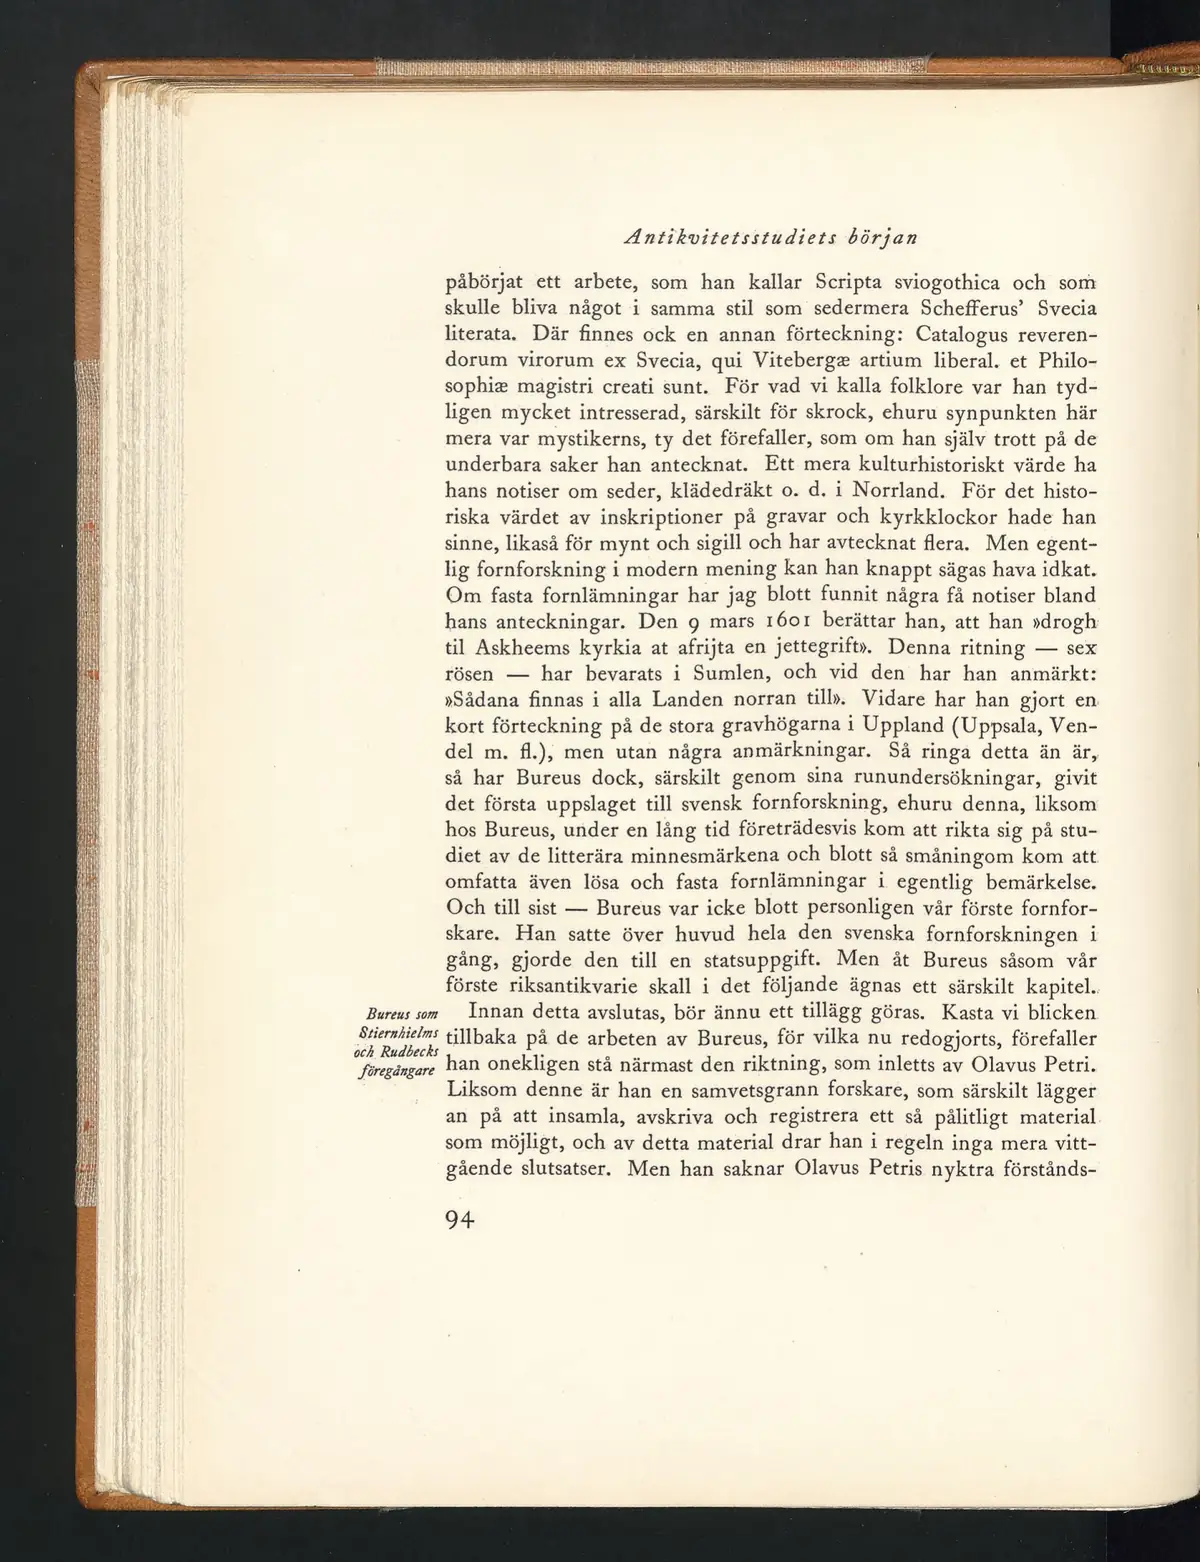 Antikvitetsstudiets början
påbörjat ett arbete, som han kallar Scripta sviogothica och som
skulle bliva något i samma stil som sedermera Schefferus’ Svecia
literata. Där finnes ock en annan förteckning: Catalogus reveren-
dorum virorum ex Svecia, qui Vitebergæ artium liberal. et Philo-
sophiæ magistri creati sunt. För vad vi kalla folklore var han tyd-
ligen mycket intresserad, särskilt för skrock, ehuru synpunkten här
mera var mystikerns, ty det förefaller, som om han själv trott på de
underbara saker han antecknat. Ett mera kulturhistoriskt värde ha
hans notiser om seder, klädedräkt o. d. i Norrland. För det histo-
riska värdet av inskriptioner på gravar och kyrkklockor hade han
sinne, likaså för mynt och sigill och har avtecknat flera. Men egent-
lig fornforskning i modern mening kan han knappt sägas hava idkat.
Om fasta fornlämningar har jag blott funnit några få notiser bland
hans anteckningar. Den 9 mars 1601 berättar han, att han »drogh
til Askheems kyrkia at afrijta en jettegrift». Denna ritning — sex
rösen — har bevarats i Sumlen, och vid den har han anmärkt:
»Sådana finnas i alla Landen norran till». Vidare har han gjort en
kort förteckning på de stora gravhögarna i Uppland (Uppsala, Ven-
del m. fl.), men utan några anmärkningar. Så ringa detta än är,
så har Bureus dock, särskilt genom sina runundersökningar, givit
det första uppslaget till svensk fornforskning, ehuru denna, liksom
hos Bureus, under en lång tid företrädesvis kom att rikta sig på stu-
diet av de litterära minnesmärkena och blott så småningom kom att
omfatta även lösa och fasta fornlämningar i egentlig bemärkelse.
Och till sist — Bureus var icke blott personligen vår förste fornfor-
skare. Han satte över huvud hela den svenska fornforskningen i
gång, gjorde den till en statsuppgift. Men åt Bureus såsom vår
förste riksantikvarie skall i det följande ägnas ett särskilt kapitel.
Bureus som
Stiernhielms
och Rudbecks
föregångare
Innan detta avslutas, bör ännu ett tillägg göras. Kasta vi blicken
tillbaka på de arbeten av Bureus, för vilka nu redogjorts, förefaller
han onekligen stå närmast den riktning, som inletts av Olavus Petri.
Liksom denne är han en samvetsgrann forskare, som särskilt lägger
an på att insamla, avskriva och registrera ett så pålitligt material
som möjligt, och av detta material drar han i regeln inga mera vitt-
gående slutsatser. Men han saknar Olavus Petris nyktra förstånds-
94